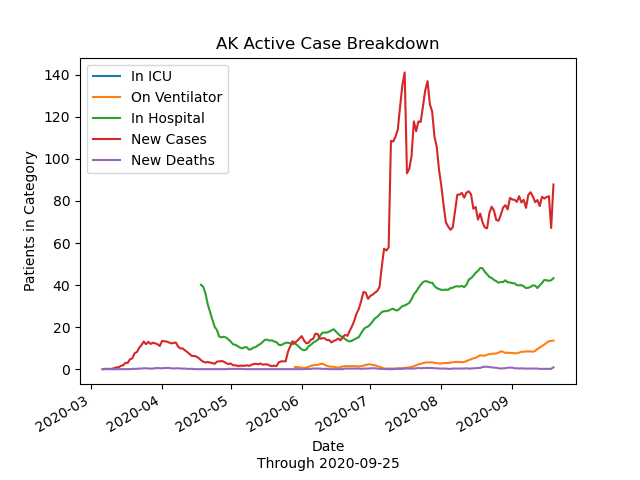 AK Active Case Breakdown
In ICU
On Ventilator
In Hospital
New Cases
New Deaths
Patients in Category
140
120
100
80
60
40
20
0
2020-03
2020-04
2020-05
2020-06
2020-07
2020-08
2020-09
Date
Through 2020-09-25